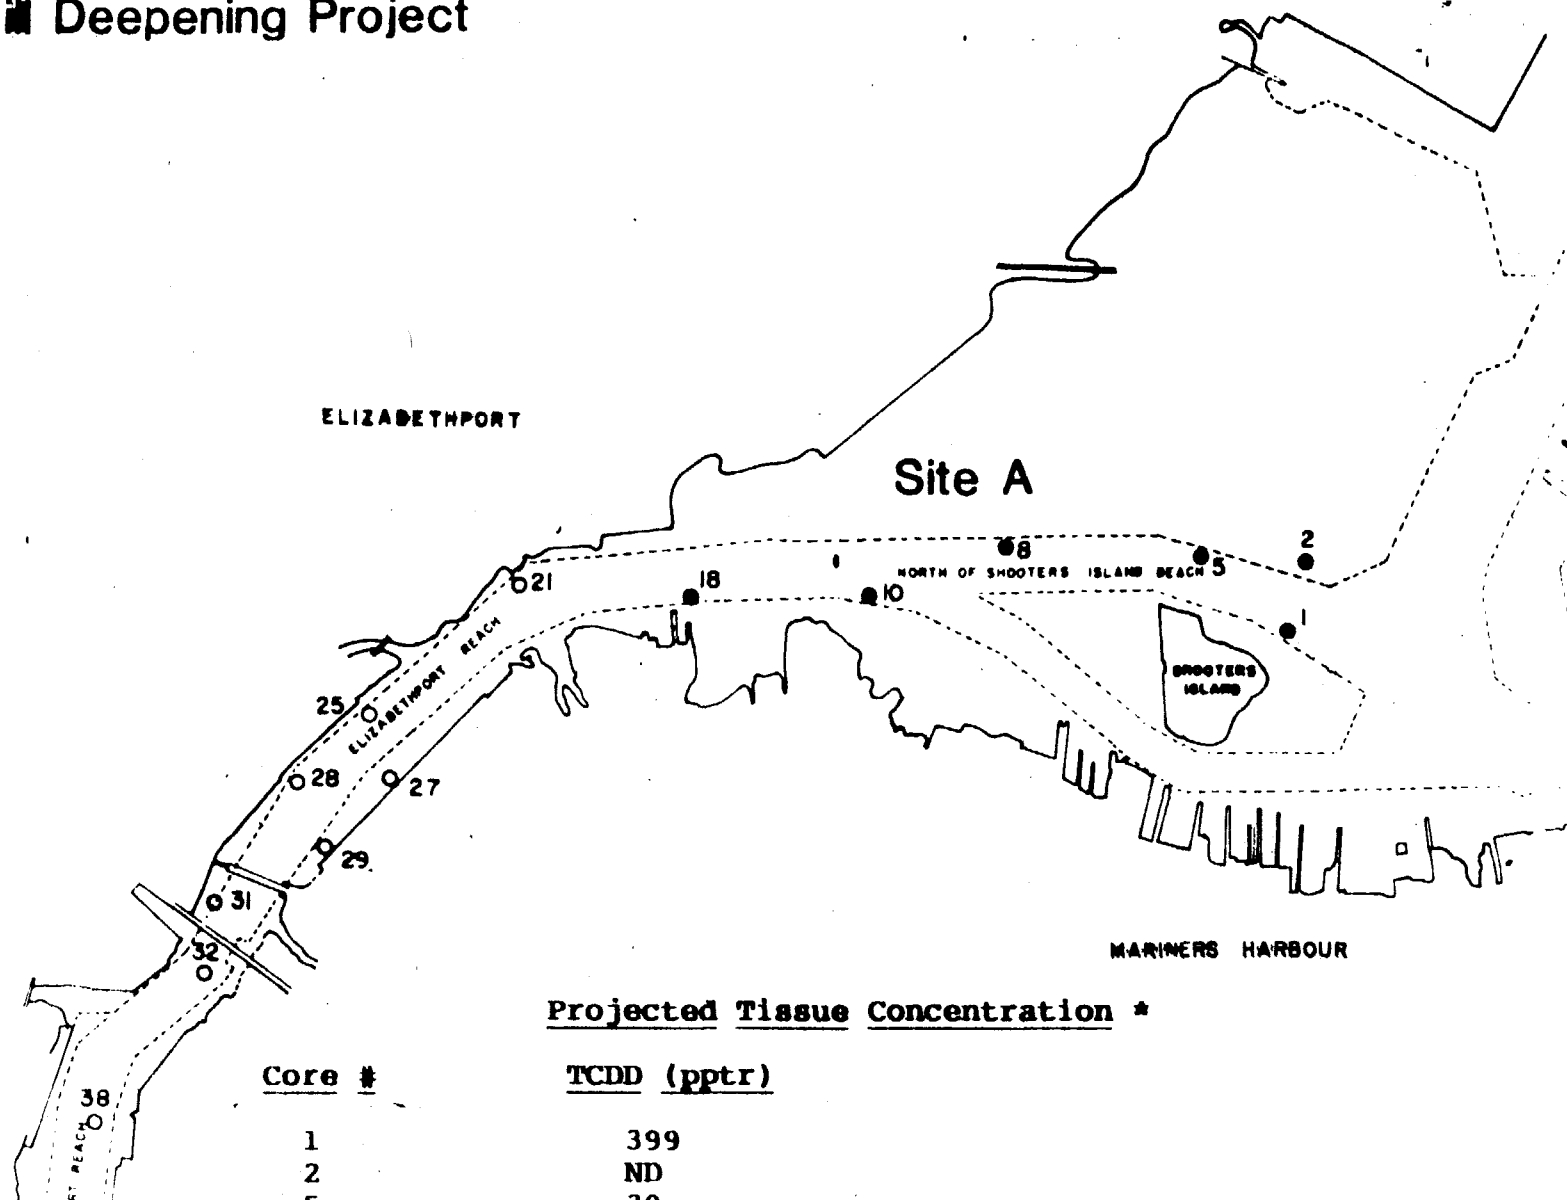 Deepening Project
ELIZABETHPORT
Site A
2
8
5
NORTH OF SHOOTERS ISLAND BEACH
21
18
10
1
ELIZABETHPORT REACH
SHOOTERS
ISLAND
25
28
27
29
31
32
MARINERS HARBOUR
Projected Tissue Concentration *
Core # TCDD (pptr)
38
REACH
1 399
2 ND
5